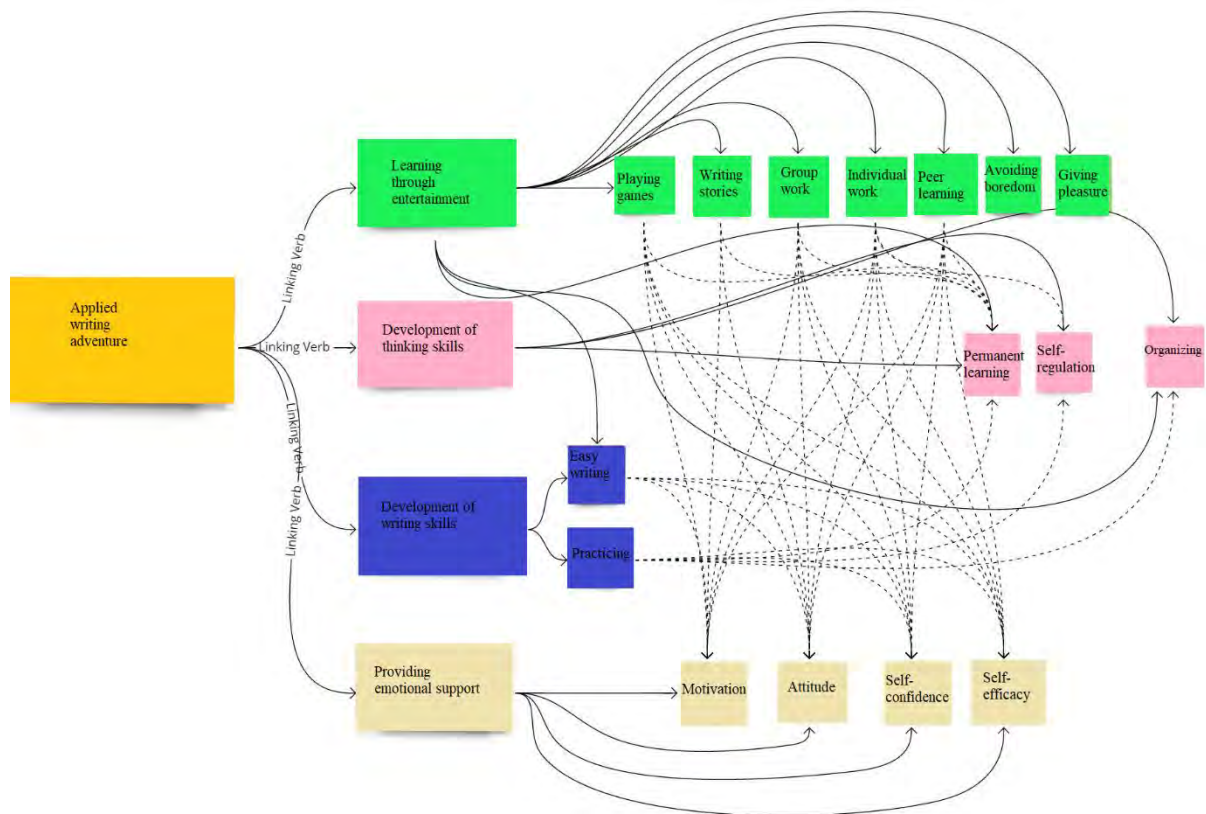 Learning
through
entertainment
Playing
games
Writing
stories
Group
work
Individual
work
Peer
learning
Avoiding
boredom
Giving
pleasure
Linking Verb
Applied
writing
adventure
Linking Verb
Development of
thinking skills
Permanent
learning
Self-
regulation
Organizing
Linking Verb
Linking Verb
Development of
writing skills
Easy
writing
Practicing
Providing
emotional support
Motivation
Attitude
Self-
confidence
Self-
efficacy